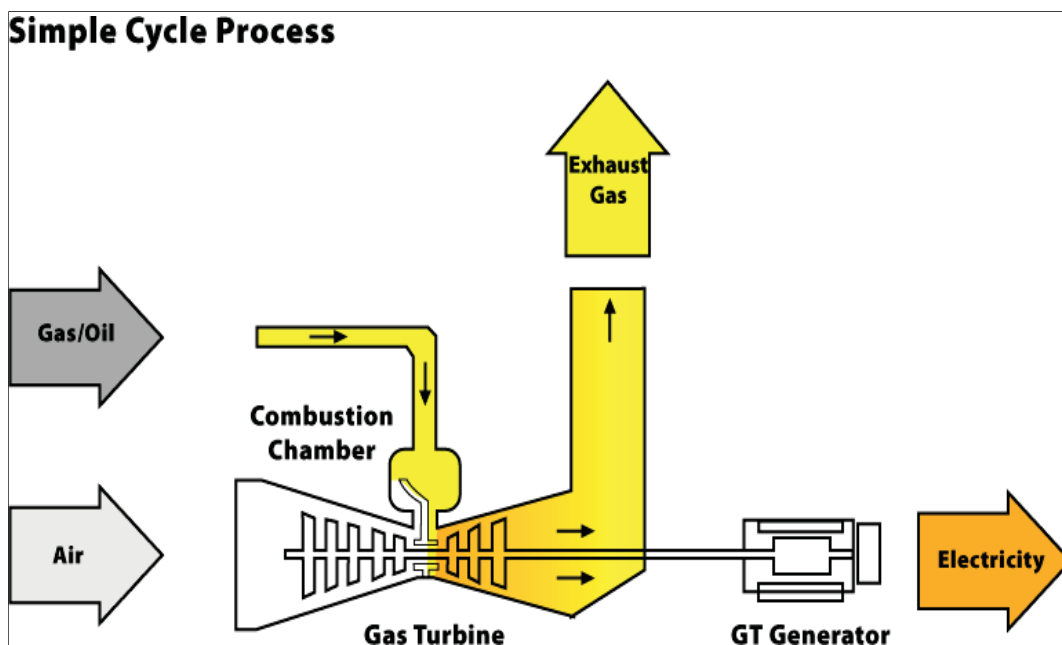 Simple Cycle Process
Exhaust
Gas
Gas/Oil
Combustion
Chamber
Air
Electricity
Gas Turbine
GT Generator